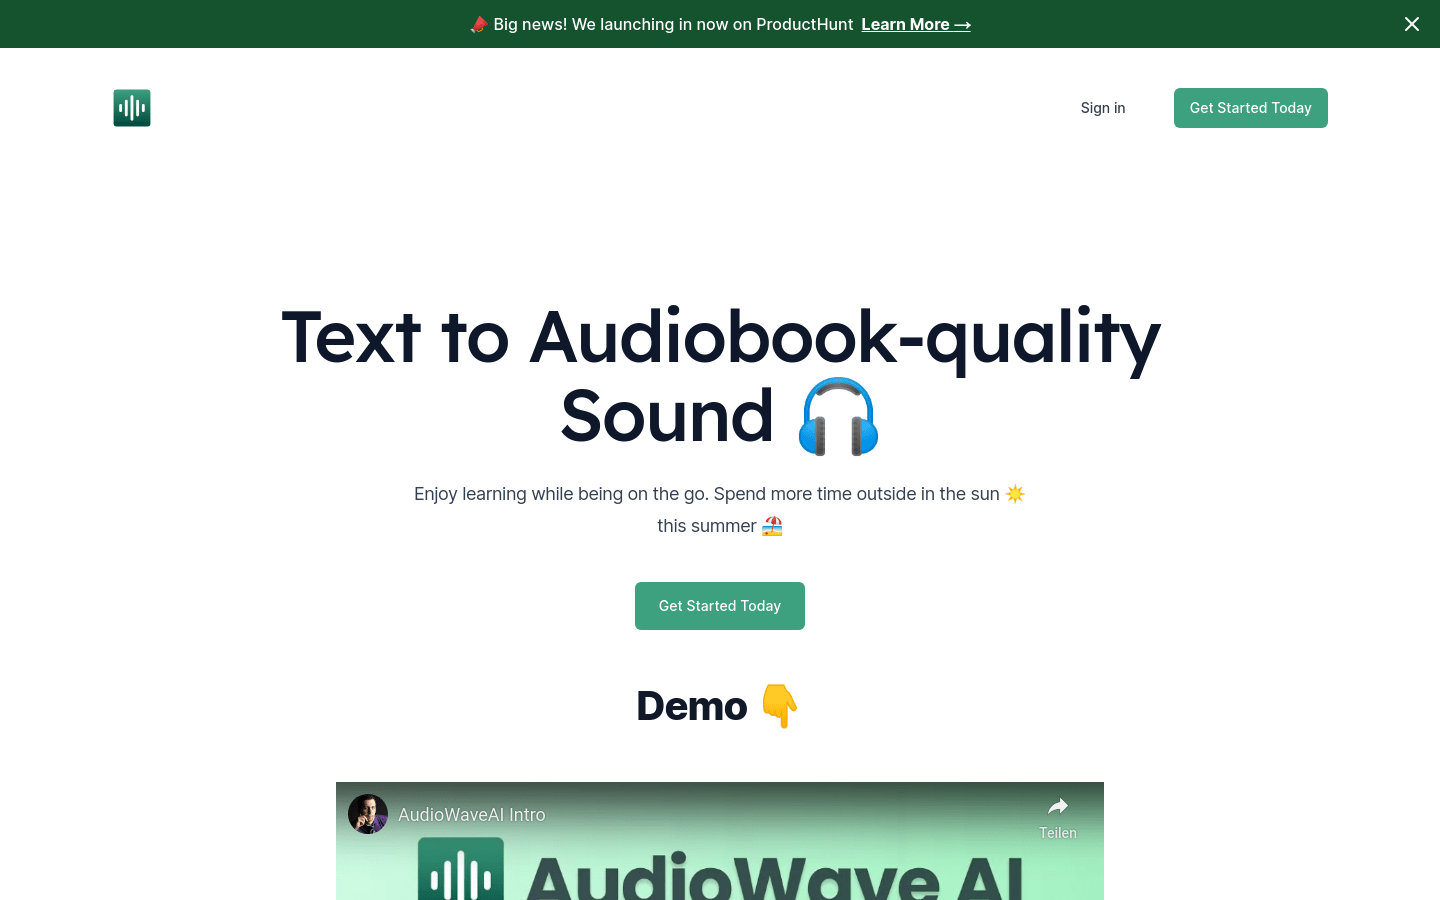 📣 Big news! We launching in now on ProductHunt Learn More →
Sign in
Get Started Today
Text to Audiobook-quality
Sound 🎧
Enjoy learning while being on the go. Spend more time outside in the sun ☀️
this summer 🏖️
Get Started Today
Demo 👇
AudioWaveAI Intro
Teilen
AudioWave AI